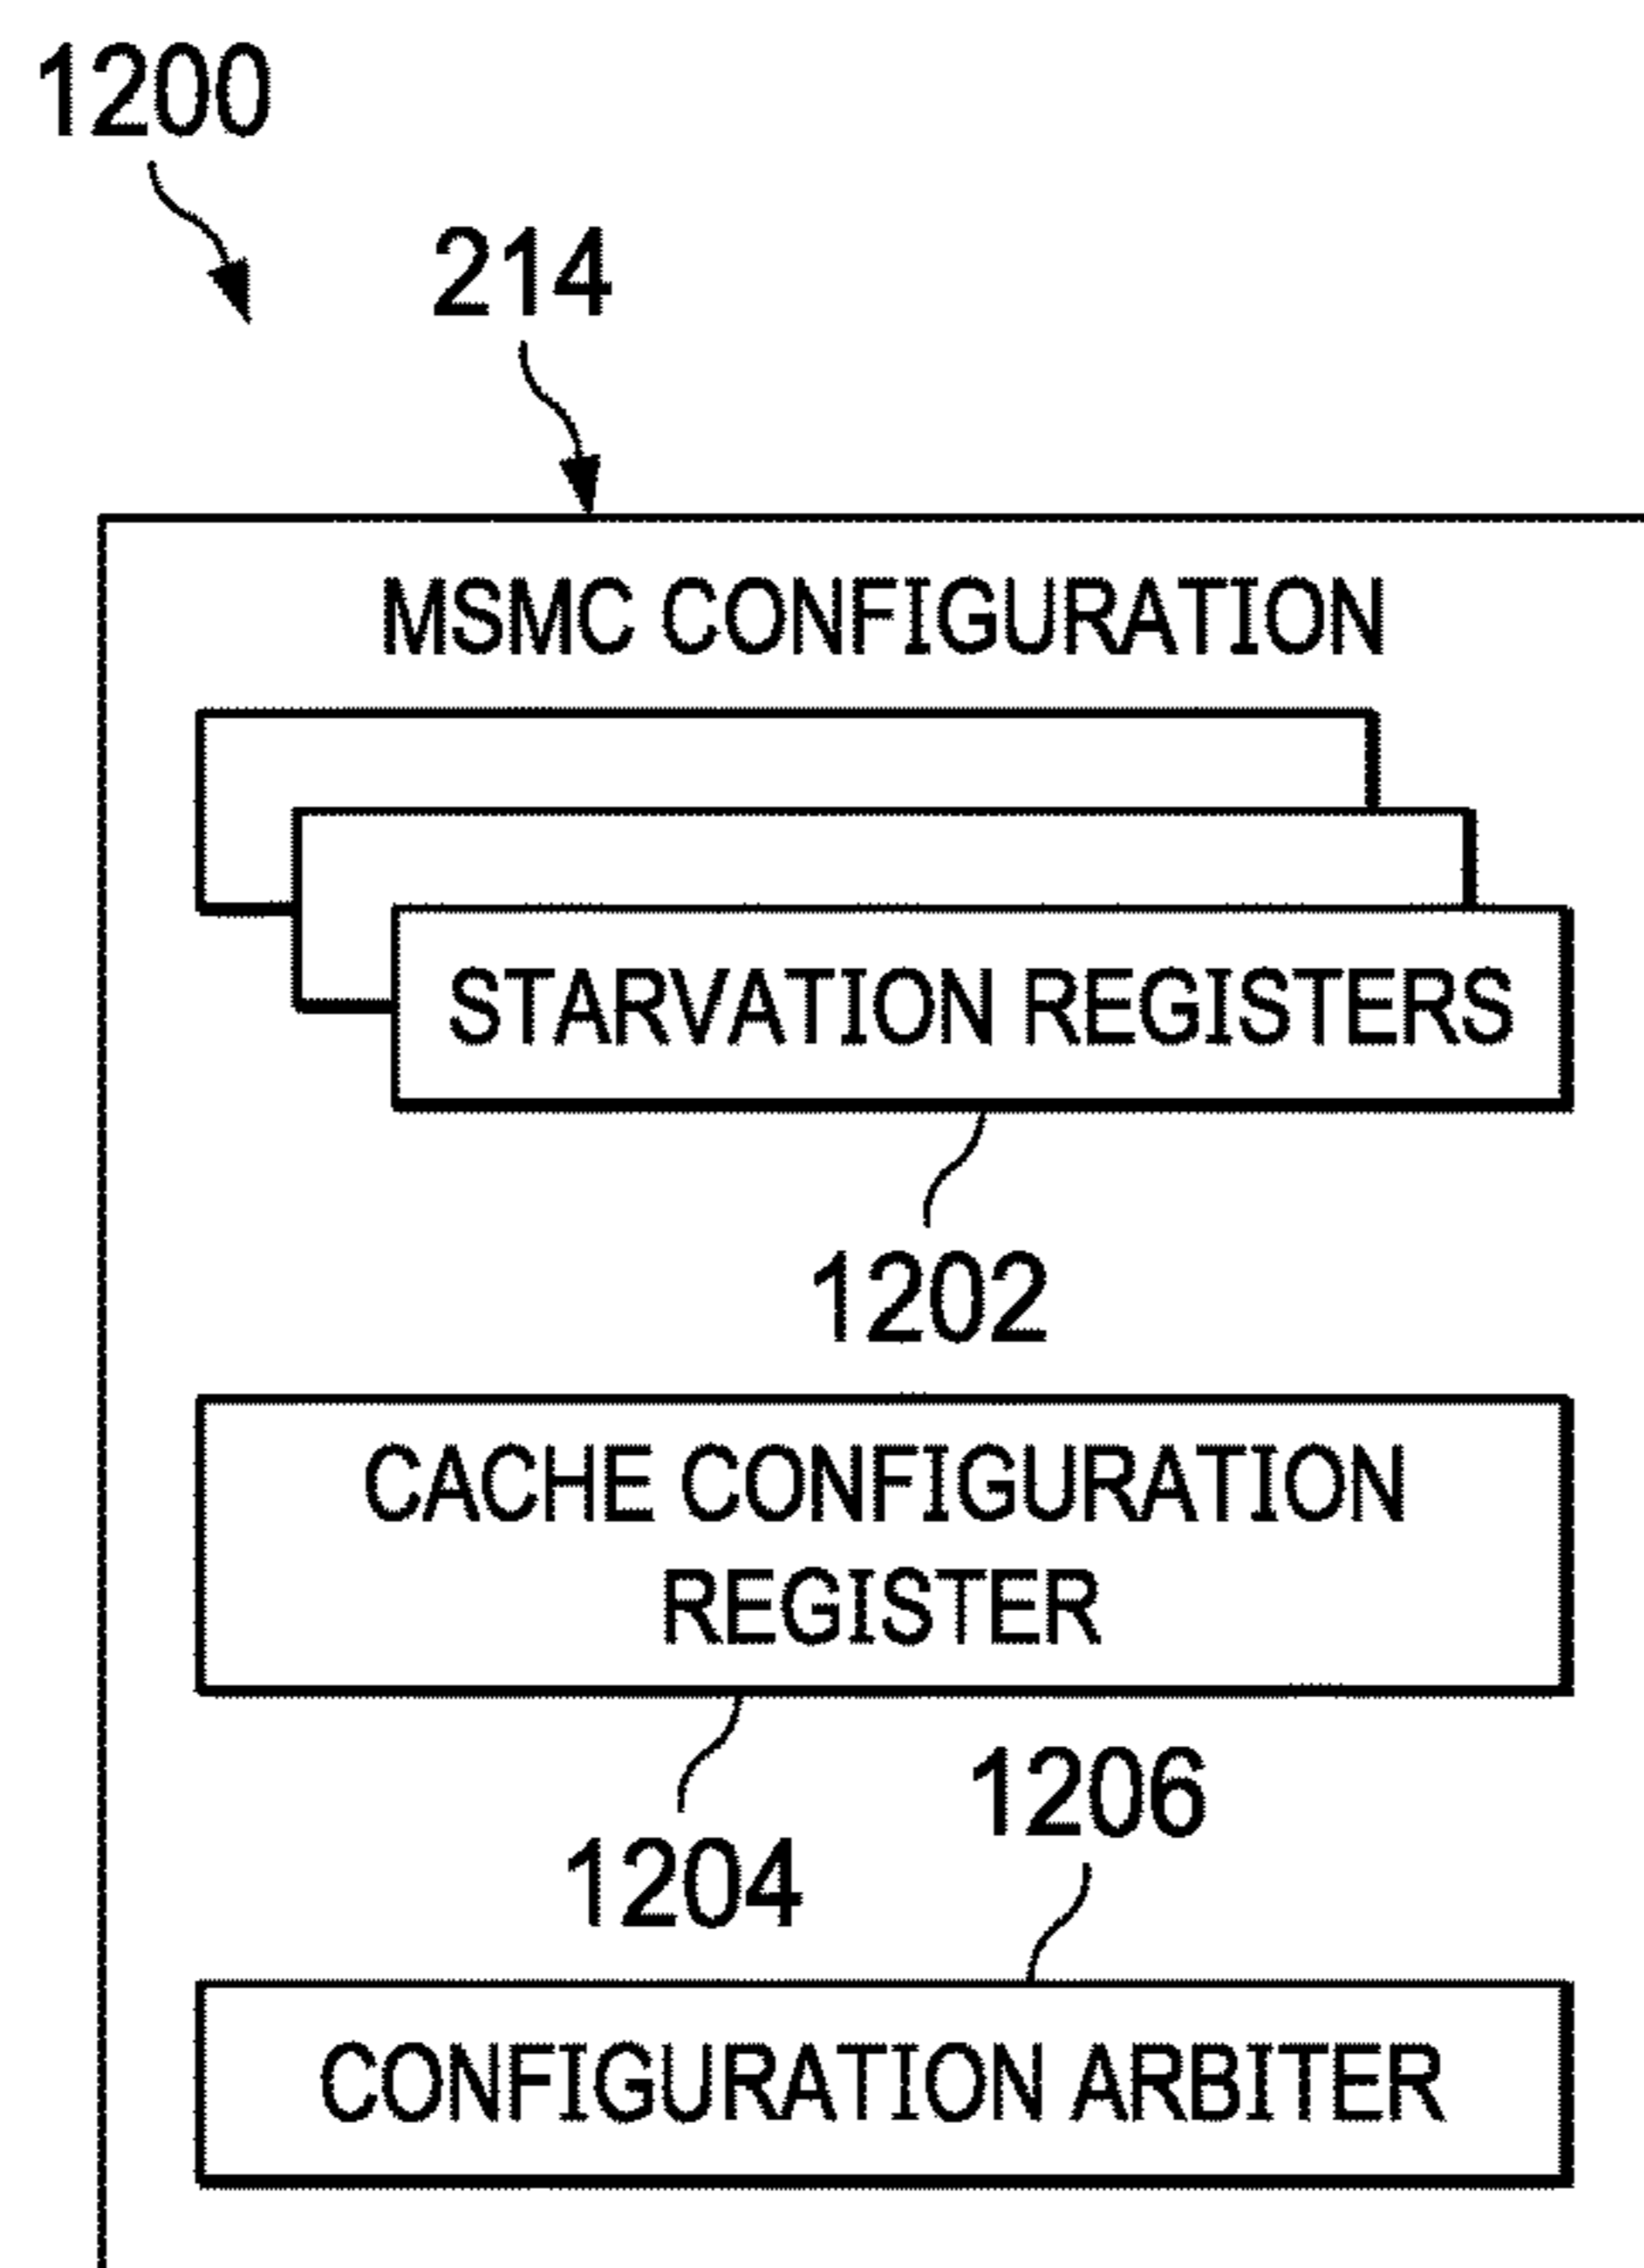 1200
214
MSMC CONFIGURATION
STARVATION REGISTERS
1202
CACHE CONFIGURATION
REGISTER
1206
1204
CONFIGURATION ARBITER